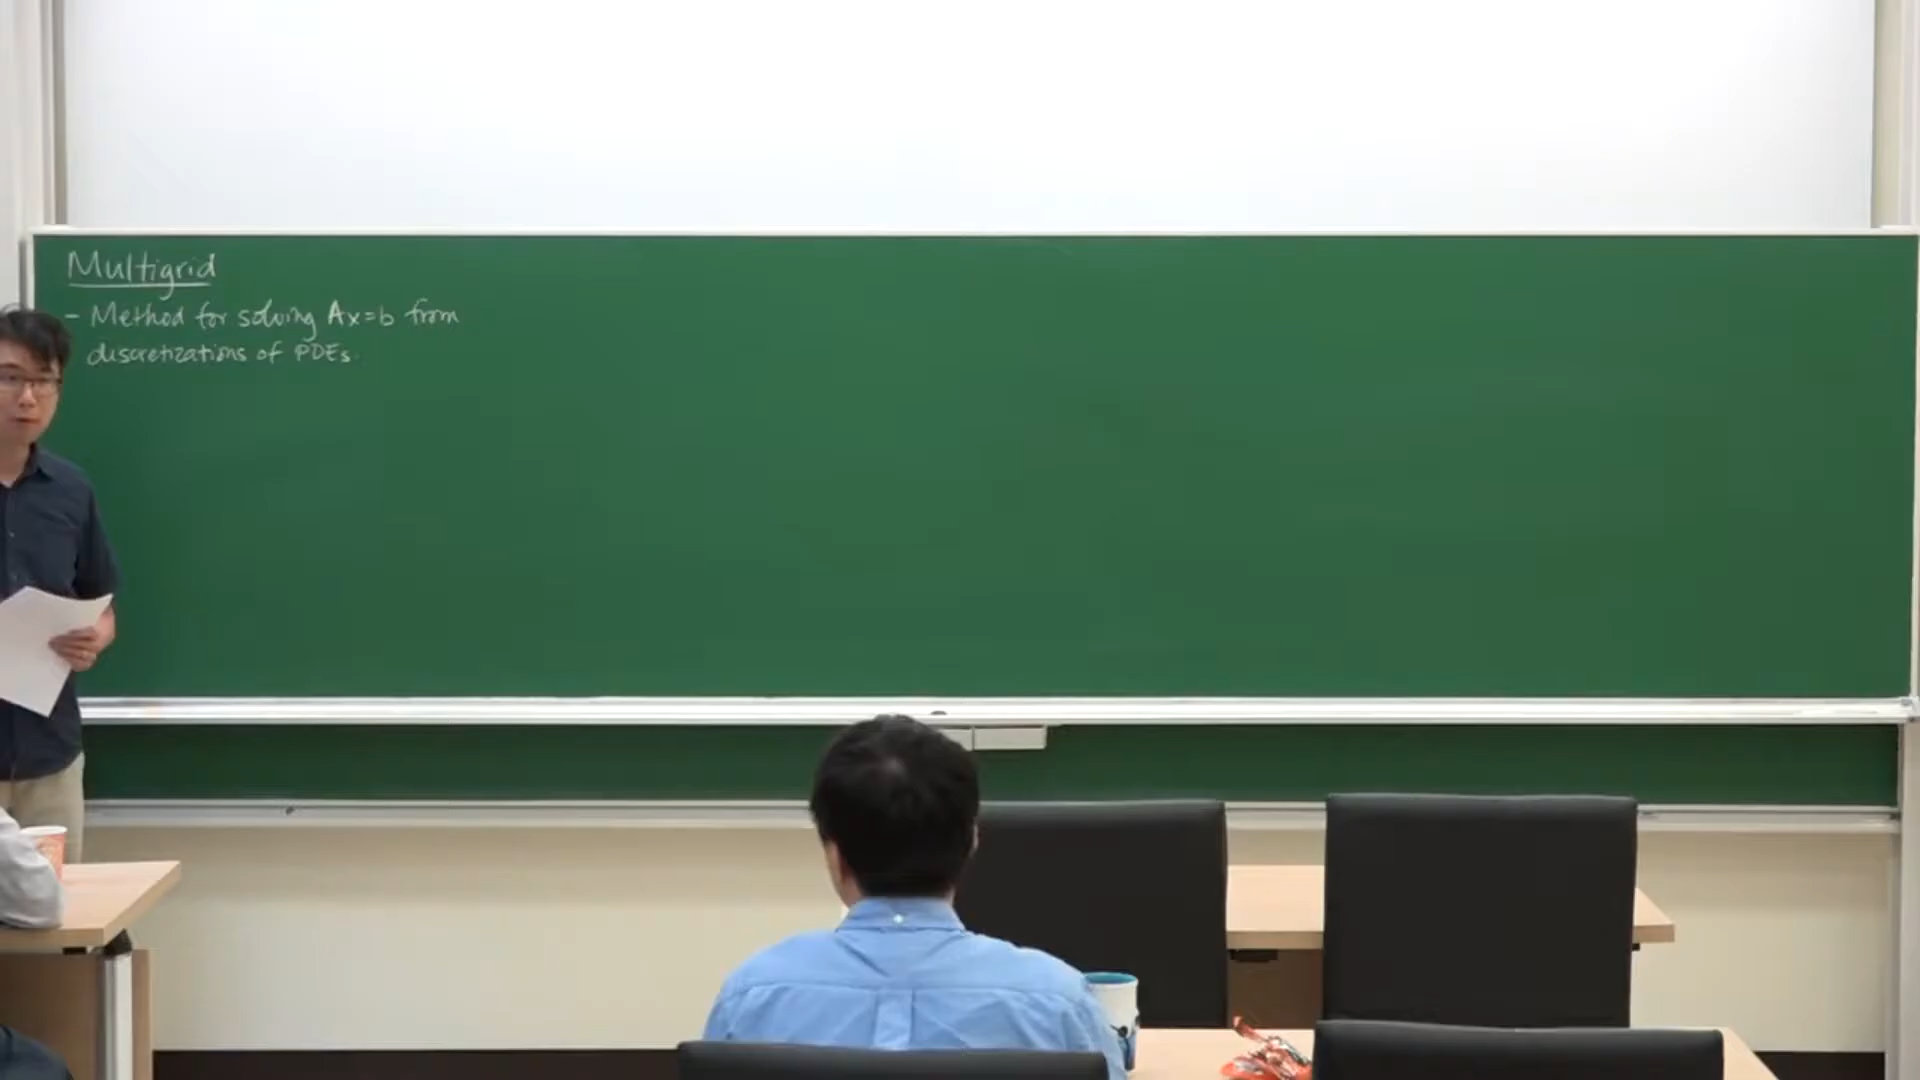 Multigrid
- Method for solving Ax=b from
discretizations of PDEs.